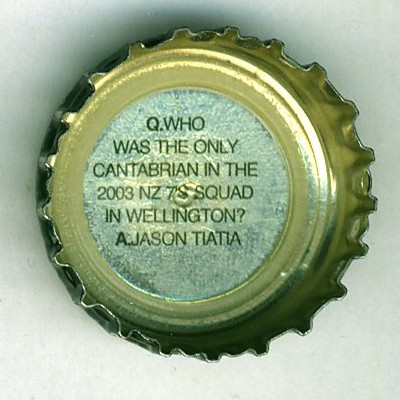 Q.WHO
WAS THE ONLY
CANTABRIAN IN THE
2003 NZ 7'S SQUAD
IN WELLINGTON?
A.JASON TIATIA